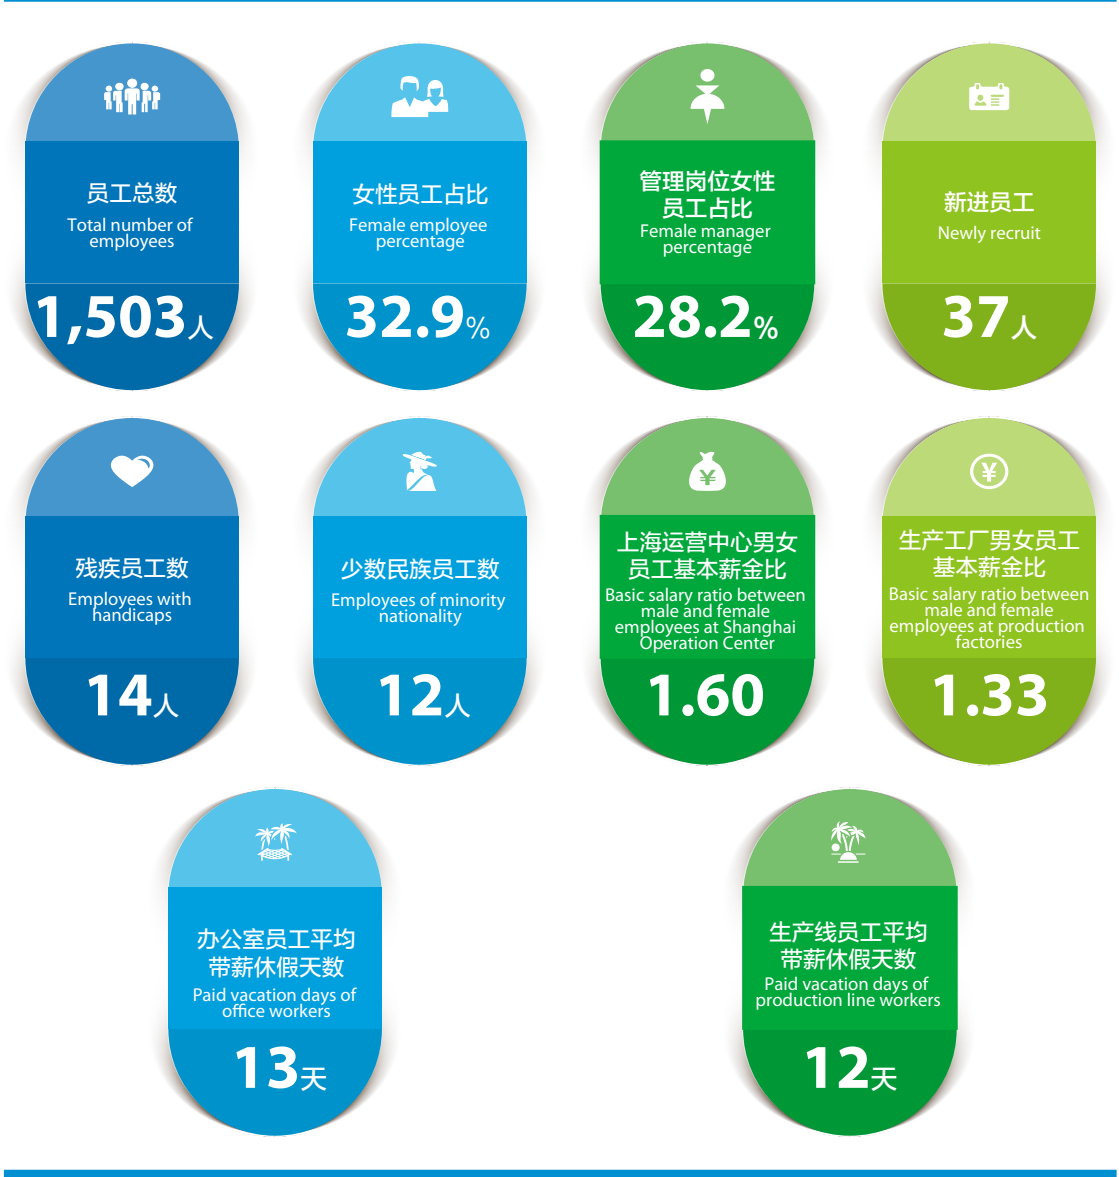 员工总数
Total number of
employees
1,503人
女性员工占比
Female employee
percentage
32.9%
管理岗位女性
员工占比
Female manager
percentage
28.2%
新进员工
Newly recruit
37人
残疾员工数
Employees with
handicaps
14人
少数民族员工数
Employees of minority
nationality
12人
上海运营中心男女
员工基本薪金比
Basic salary ratio between
male and female
employees at Shanghai
Operation Center
1.60
生产工厂男女员工
基本薪金比
Basic salary ratio between
male and female
employees at production
factories
1.33
办公室员工平均
带薪休假天数
Paid vacation days of
office workers
13天
生产线员工平均
带薪休假天数
Paid vacation days of
production line workers
12天